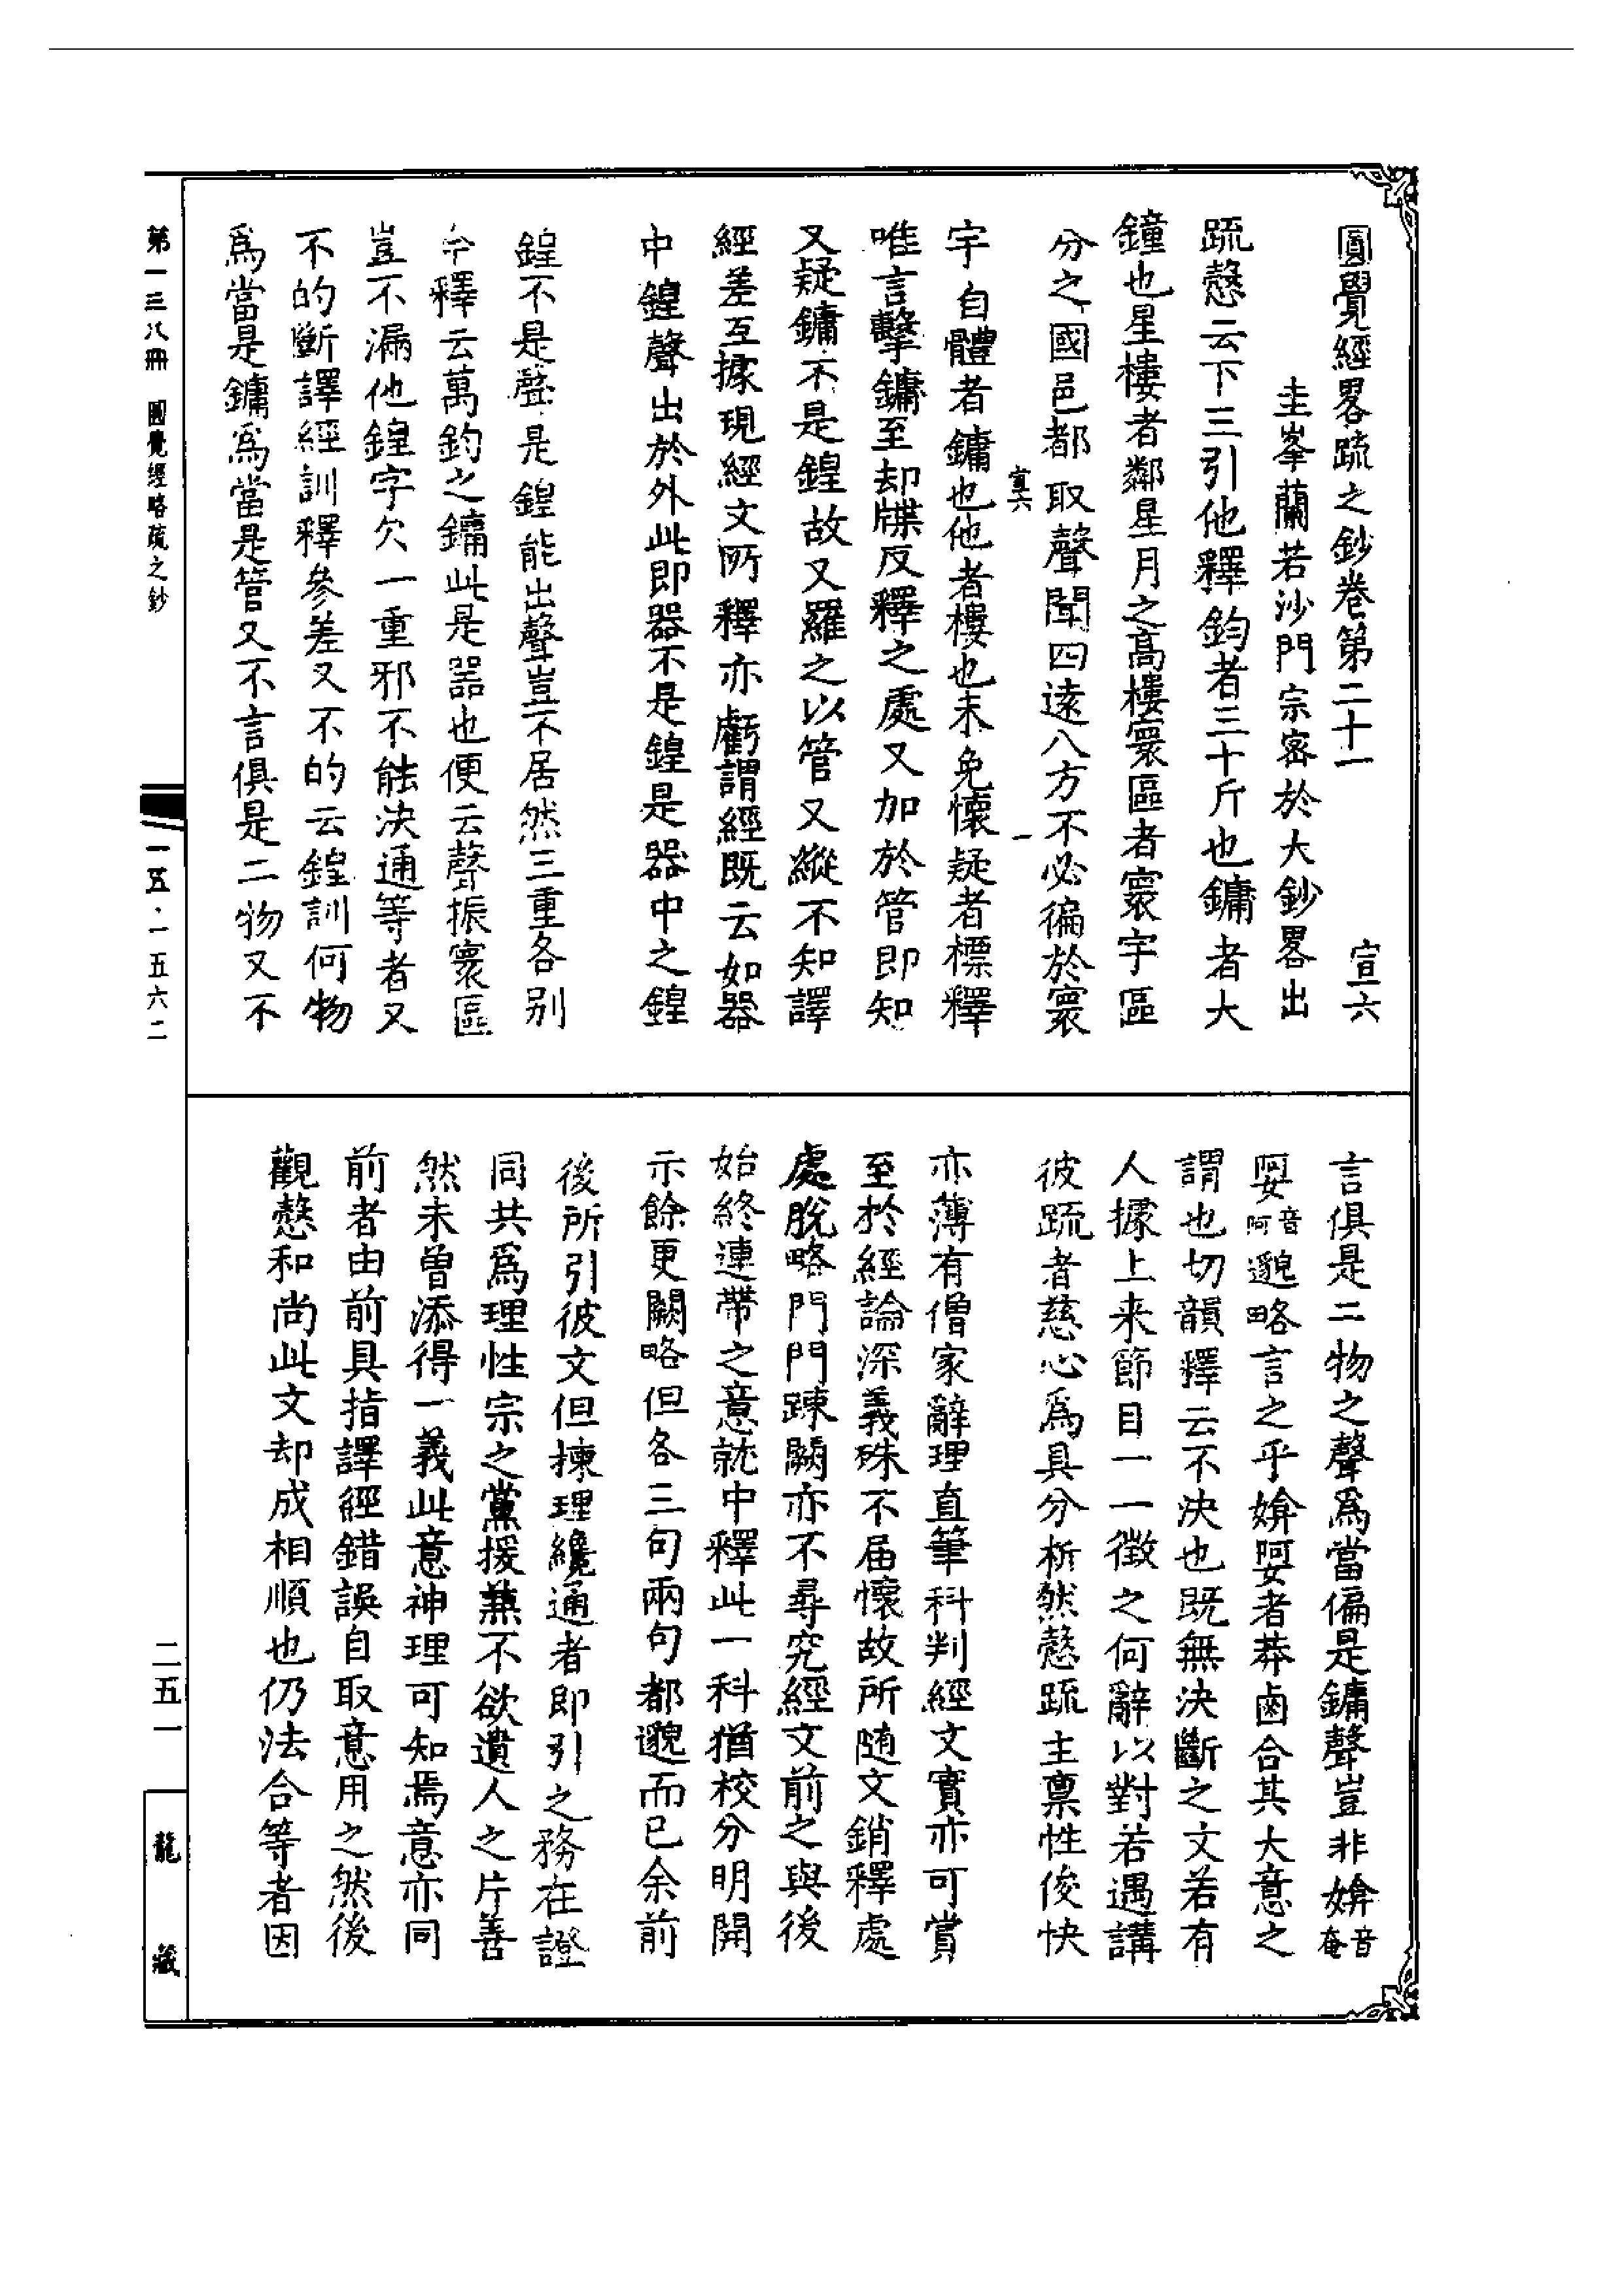 圓覺經畧疏之鈔卷第二十一　宣六
圭峯蘭若沙門宗密於大鈔畧出
疏慤云下三引他釋鈞者三十斤也鏞者大
鐘也星樓者鄰星月之高樓寰區者寰宇區
分之國邑都取聲聞四遠八方不必徧於寰
宣六　一
宇自體者鏞也他者樓也未免懷疑者標釋
唯言擊鏞至却牒反釋之處又加於管即知
又疑鏞不是鍠故又羅之以管又縱不知譯
經差互據現經文所釋亦虧謂經既云如器
中鍠聲出於外此即器不是鍠是器中之鍠
鍠不是聲是鍠能出聲豈不居然三重各別
今釋云萬鈞之鏞此是器也便云聲振寰區
豈不漏他鍠字欠一重邪不能決通等者又
不的斷譯經訓釋參差又不的云鍠訓何物
爲當是鏞爲當是管又不言俱是二物又不
言俱是二物之聲爲當偏是鏞聲豈非媕音奄
婀音阿邈略言之乎媕婀者莽鹵合其大意之
謂也切韻釋云不決也既無決斷之文若有
人據上来節目一一徵之何辭以對若遇講
彼疏者慈心爲具分析然慤疏主禀性俊快
亦薄有僧家辭理直筆科判經文實亦可賞
至於經論深義殊不届懷故所随文銷釋處
處脫略門門踈闕亦不尋究經文前之與後
始終連帶之意就中釋此一科猶校分明開
示餘更闕略但各三句兩句都邈而已余前
後所引彼文但揀理纔通者即引之務在證
同共爲理性宗之黨援兼不欲遺人之片善
然未曾添得一義此意神理可知焉意亦同
前者由前具指譯經錯誤自取意用之然後
觀慤和尚此文却成相順也仍法合等者因
第一三八冊　圓覺經略疏之鈔
一五·一五六二
二五一
龍藏